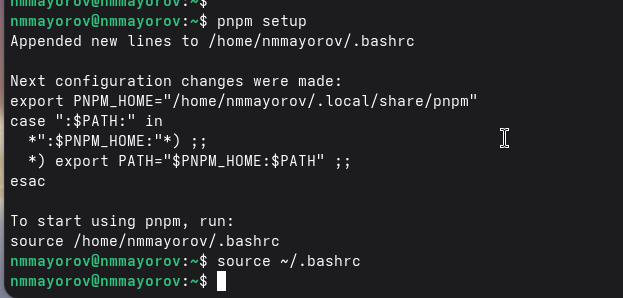 nmmayorov@nmmayorov:~$
nmmayorov@nmmayorov:~$ pnpm setup
Appended new lines to /home/nmmayorov/.bashrc

Next configuration changes were made:
export PNPM_HOME="/home/nmmayorov/.local/share/pnpm"
case ":$PATH:" in
  *":$PNPM_HOME:"*) ;;
  *) export PATH="$PNPM_HOME:$PATH" ;;
esac

To start using pnpm, run:
source /home/nmmayorov/.bashrc
nmmayorov@nmmayorov:~$ source ~/.bashrc
nmmayorov@nmmayorov:~$